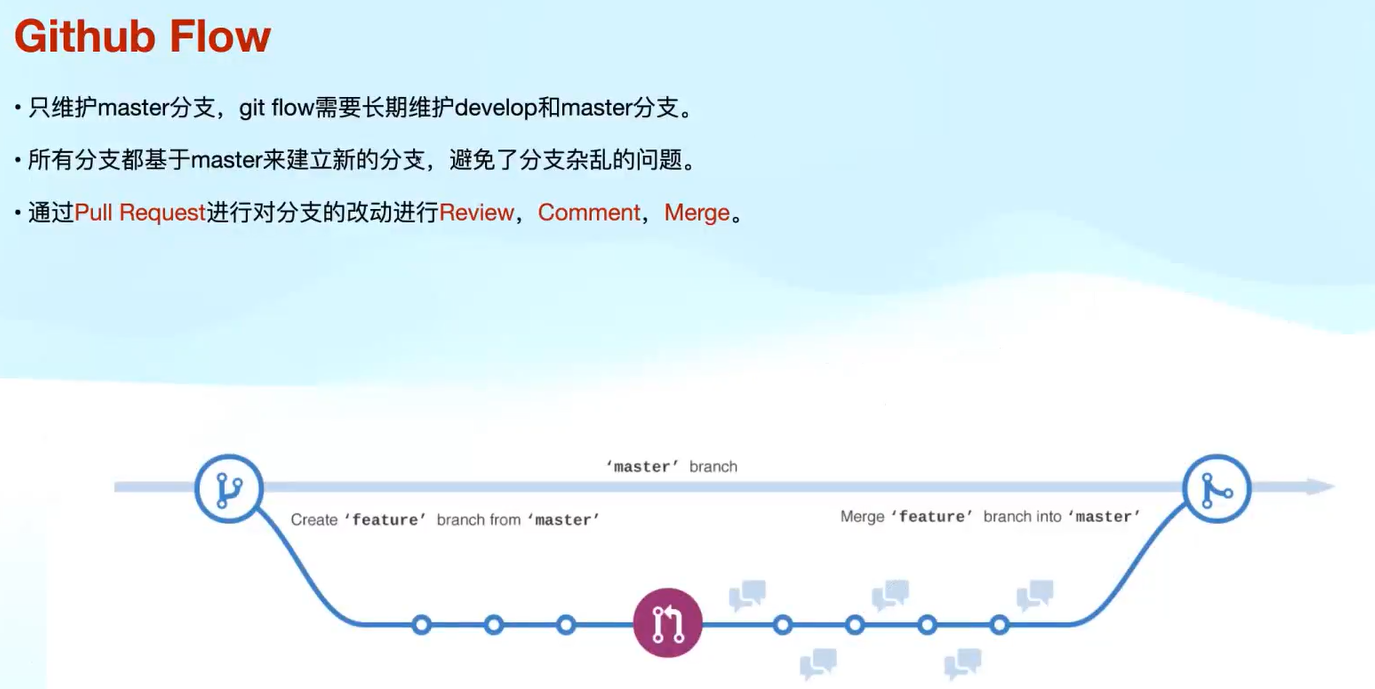 Github Flow
• 只维护master分支，git flow需要长期维护develop和master分支。
• 所有分支都基于master来建立新的分支，避免了分支杂乱的问题。
• 通过Pull Request进行对分支的改动进行Review，Comment，Merge。
‘master’ branch
Create ‘feature’ branch from ‘master’
Merge ‘feature’ branch into ‘master’